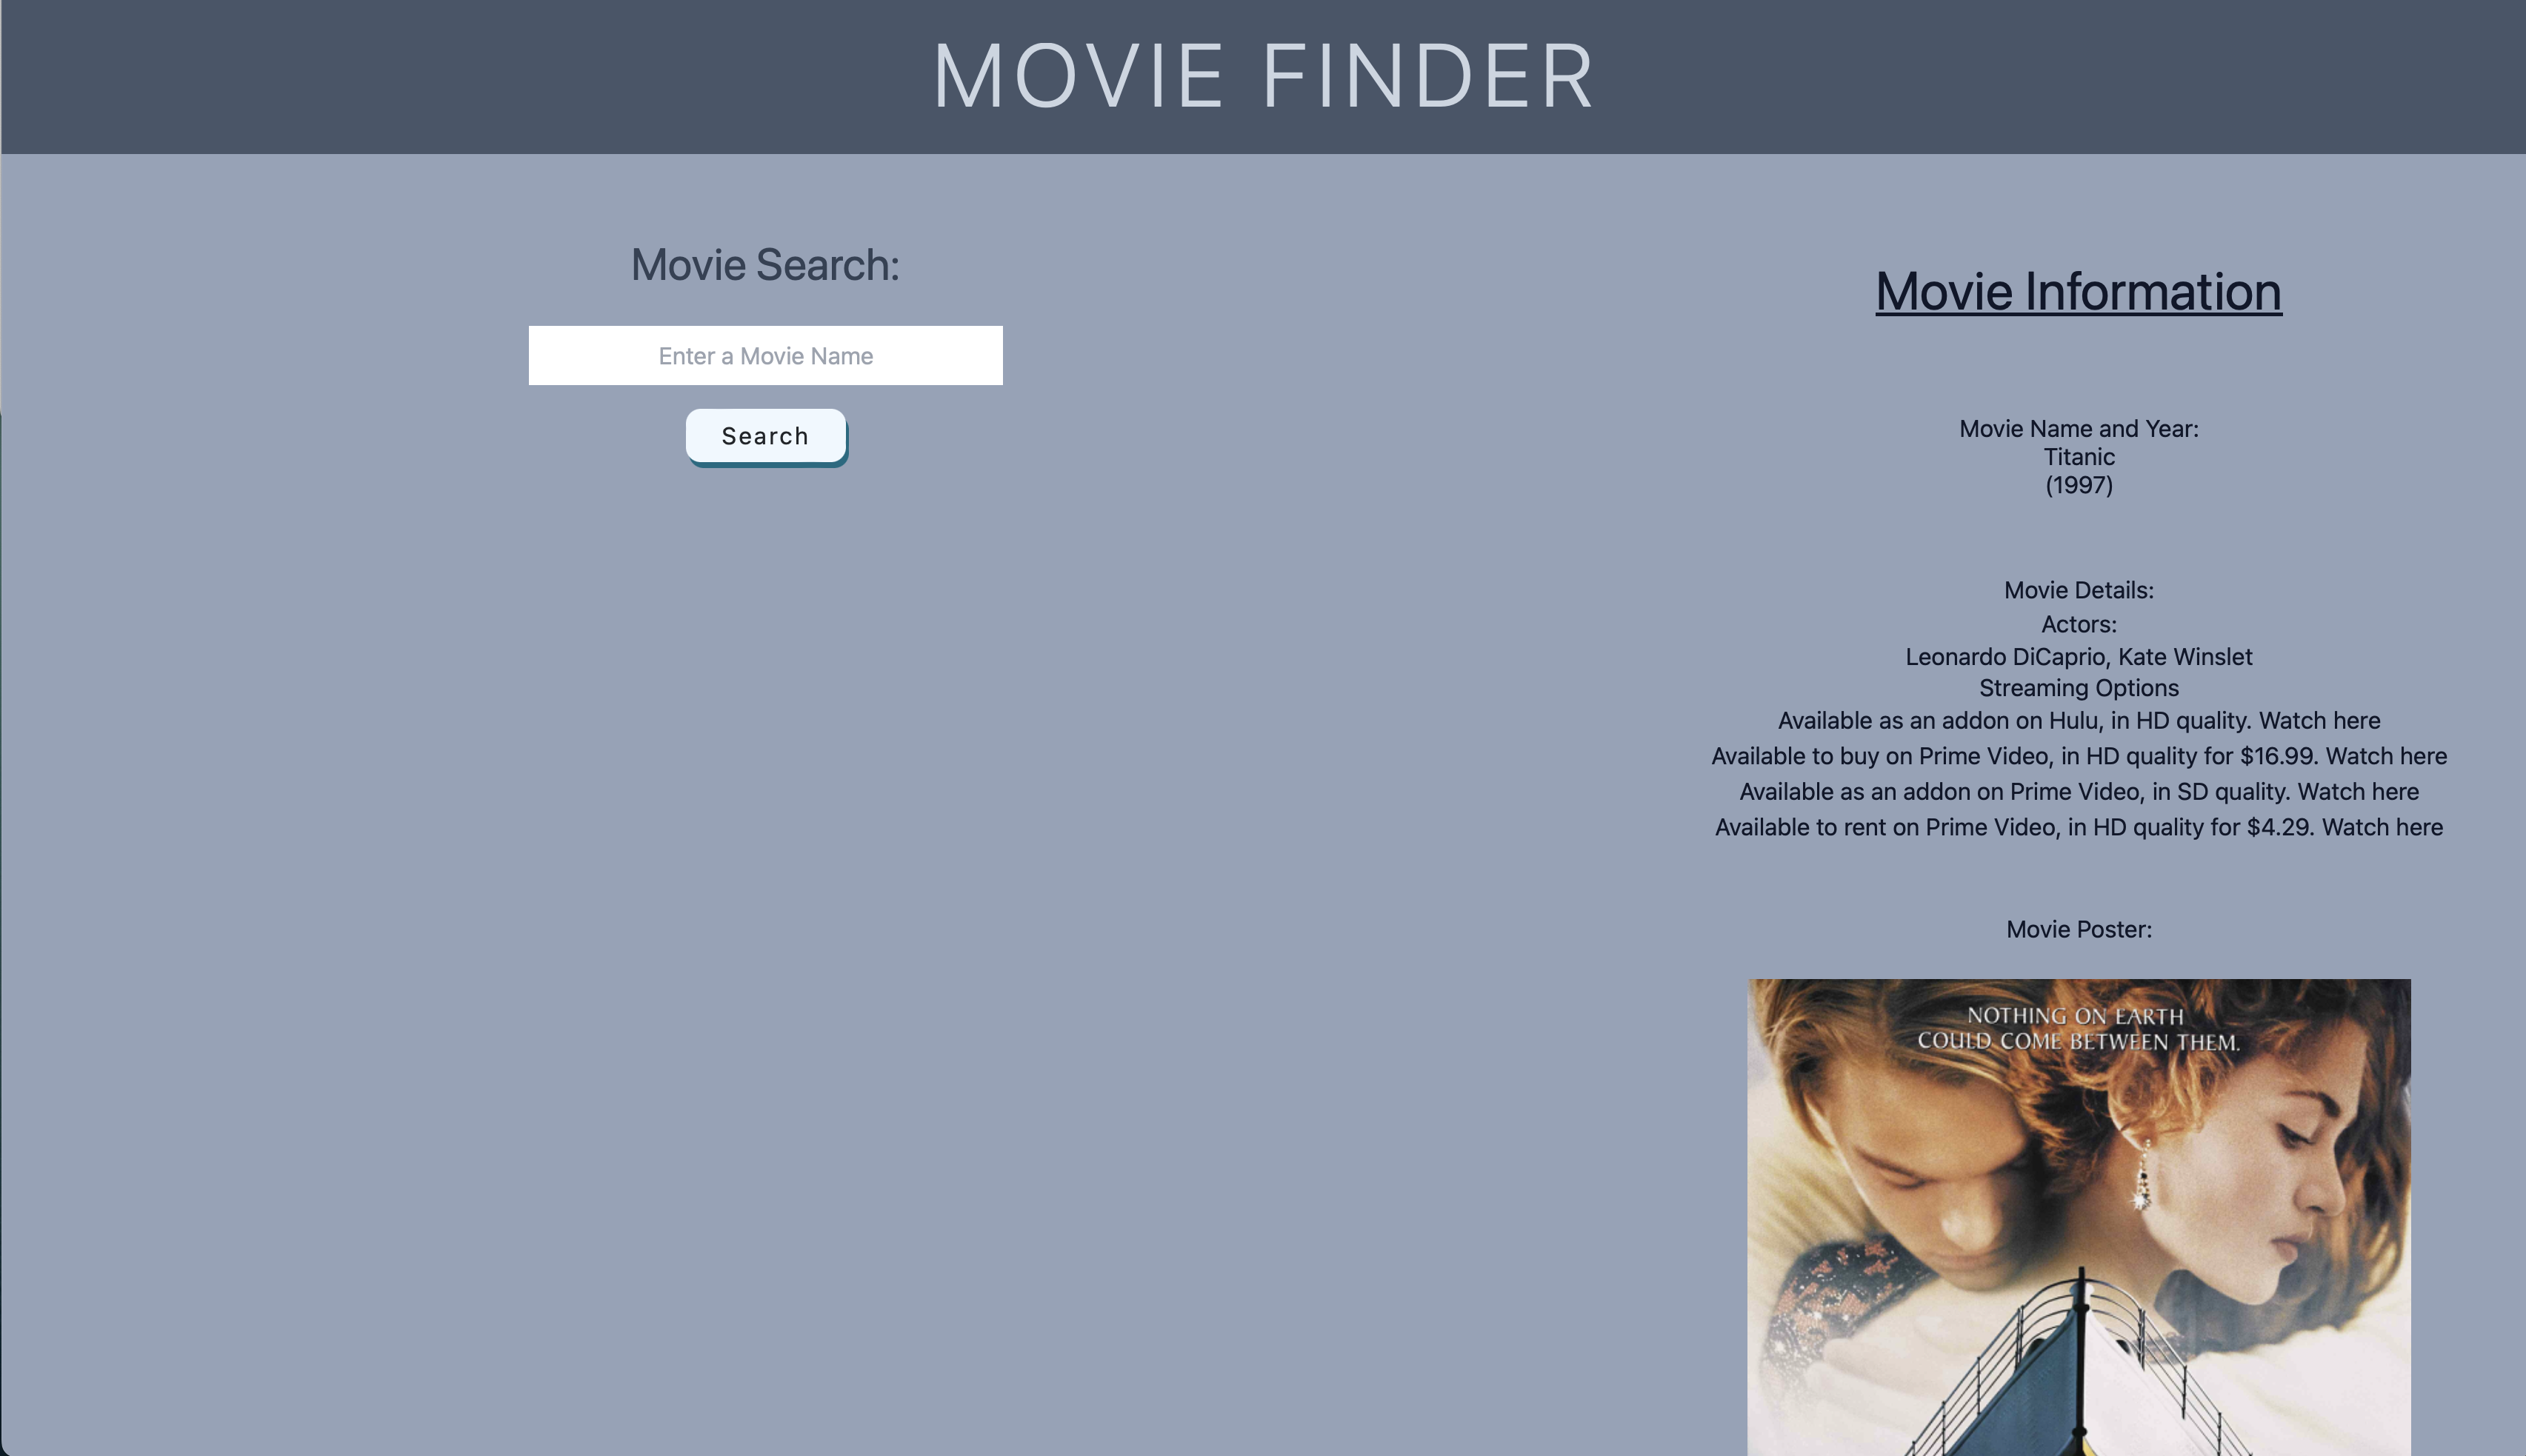 MOVIE FINDER
Movie Search:
Enter a Movie Name
Search
Movie Information
Movie Name and Year:
Titanic
(1997)
Movie Details:
Actors:
Leonardo DiCaprio, Kate Winslet
Streaming Options
Available as an addon on Hulu, in HD quality. Watch here
Available to buy on Prime Video, in HD quality for $16.99. Watch here
Available as an addon on Prime Video, in SD quality. Watch here
Available to rent on Prime Video, in HD quality for $4.29. Watch here
Movie Poster:
NOTHING ON EARTH
COULD COME BETWEEN THEM.